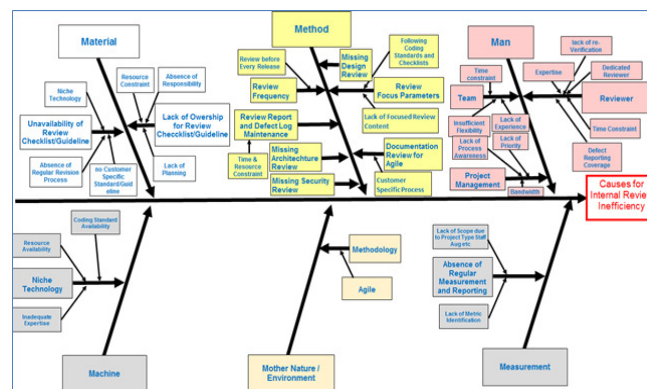 Material
Method
Man
Niche
Technology
Resource
Constraint
Absence of
Responsibility
Unavailability of
Review
Checklist/Guideline
Lack of Owership
for Review
Checklist/Guideline
Absence of
Regular Revision
Process
no Customer
Specific
Standard/Guid
eline
Lack of
Planning
Review before
Every Release
Missing
Design
Review
Following
Coding
Standards and
Checklists
Review
Frequency
Review
Focus Parameters
Lack of Focused Review
Content
Review Report
and Defect Log
Maintenance
Time &
Resource
Constraint
Missing
Architechture
Review
Missing Security
Review
Documentation
Review for
Agile
Customer
Specific Process
Time
constraint
Team
Insufficient
Flexibility
Lack of
Experience
Lack of
Process
Awareness
Lack of
Priority
Project
Management
Bandwidth
lack of re-
Verification
Expertise
Dedicated
Reviewer
Reviewer
Time Constraint
Defect
Reporting
Coverage
Causes for
Internal Review
Inefficiency
Coding Standard
Availability
Resource
Availability
Niche
Technology
Inadequate
Expertise
Machine
Methodology
Agile
Mother Nature /
Environment
Lack of Scope due
to Project Type Staff
Aug etc
Absence of
Regular
Measurement
and Reporting
Lack of Metric
Identification
Measurement